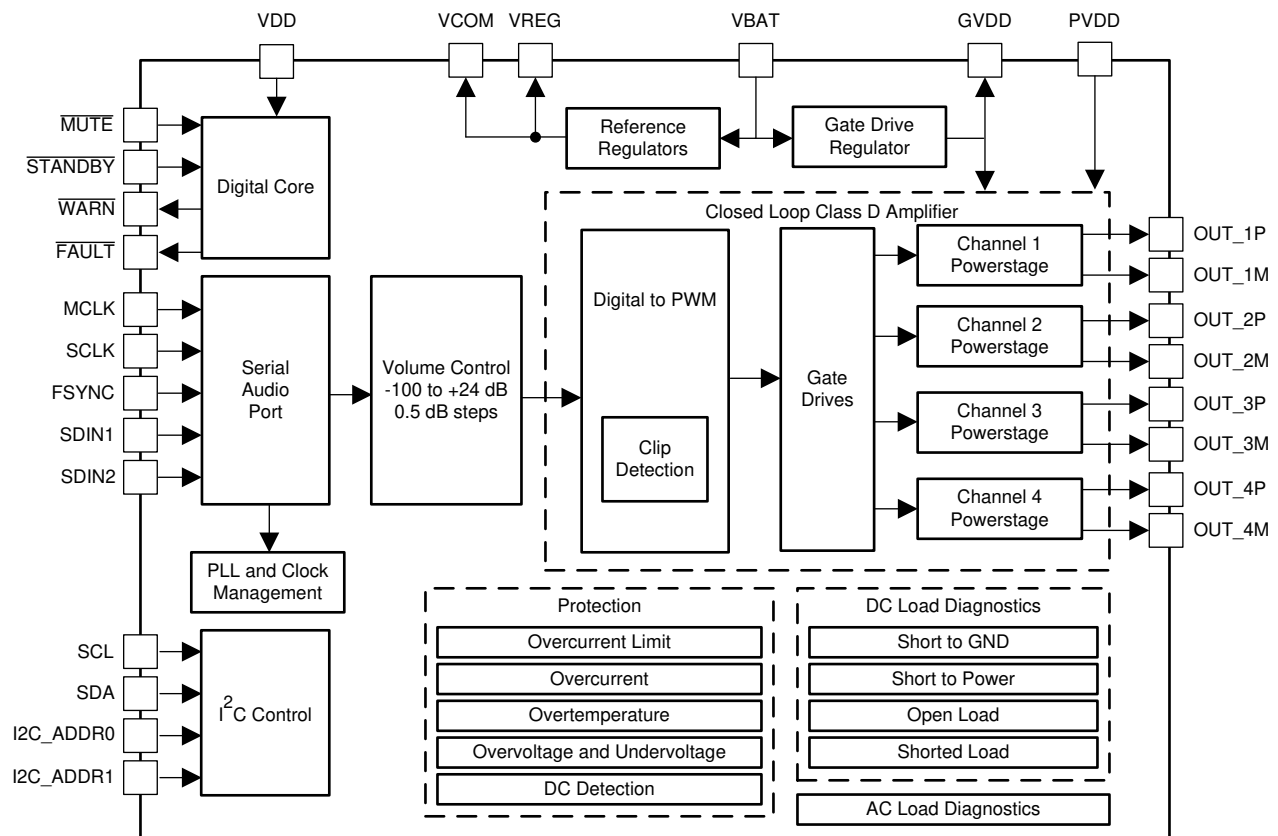 VDD
VCOM
VREG
VBAT
GVDD
PVDD
MUTE
STANDBY
WARN
FAULT
Digital Core
Reference
Regulators
Gate Drive
Regulator
MCLK
SCLK
FSYNC
SDIN1
SDIN2
Serial
Audio
Port
Volume Control
-100 to +24 dB
0.5 dB steps
Closed Loop Class D Amplifier
Digital to PWM
Clip
Detection
Gate
Drives
Channel 1
Powerstage
Channel 2
Powerstage
Channel 3
Powerstage
Channel 4
Powerstage
OUT_1P
OUT_1M
OUT_2P
OUT_2M
OUT_3P
OUT_3M
OUT_4P
OUT_4M
PLL and Clock
Management
SCL
SDA
I2C_ADDR0
I2C_ADDR1
I²C Control
Protection
Overcurrent Limit
Overcurrent
Overtemperature
Overvoltage and Undervoltage
DC Detection
DC Load Diagnostics
Short to GND
Short to Power
Open Load
Shorted Load
AC Load Diagnostics